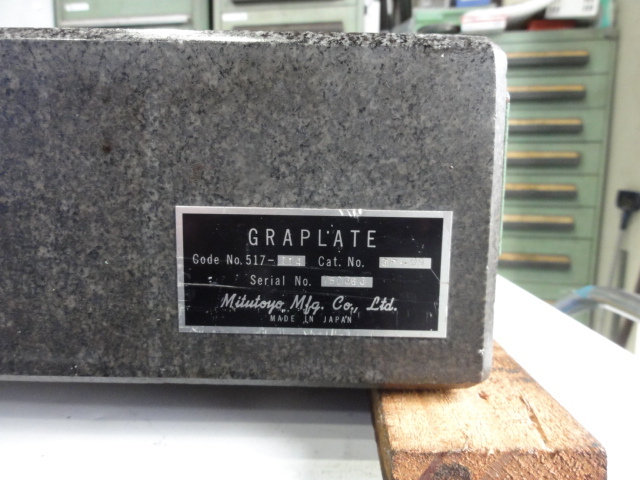 GRAPLATE
Code No. 517- Cat. No.
Serial No.
Mitutoyo Mfg. Co., Ltd.
MADE IN JAPAN